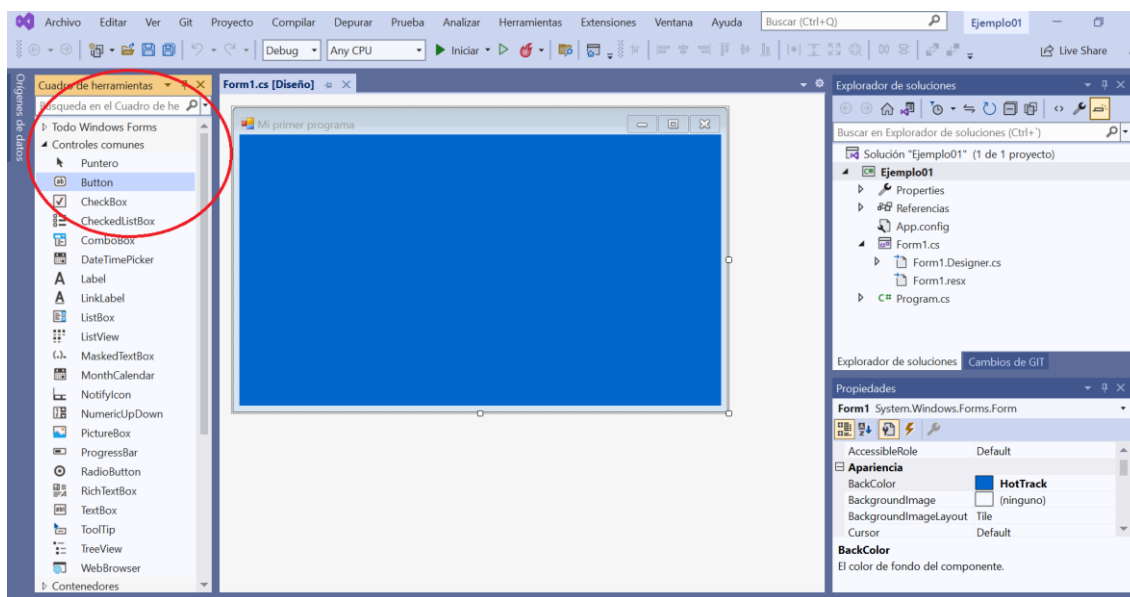 Archivo Editar Ver Git Proyecto Compilar Depurar Prueba Analizar Herramientas Extensiones Ventana Ayuda Buscar (Ctrl+Q) Ejemplo01
Debug Any CPU Iniciar Live Share
Orígenes de datos
Cuadro de herramientas
Búsqueda en el Cuadro de he
Todo Windows Forms
Controles comunes
Puntero
Button
CheckBox
CheckedListBox
ComboBox
DateTimePicker
Label
LinkLabel
ListBox
ListView
MaskedTextBox
MonthCalendar
NotifyIcon
NumericUpDown
PictureBox
ProgressBar
RadioButton
RichTextBox
TextBox
ToolTip
TreeView
WebBrowser
Contenedores
Form1.cs [Diseño]
Mi primer programa
Explorador de soluciones
Buscar en Explorador de soluciones (Ctrl+`)
Solución "Ejemplo01" (1 de 1 proyecto)
Ejemplo01
Properties
Referencias
App.config
Form1.cs
Form1.Designer.cs
Form1.resx
C# Program.cs
Explorador de soluciones Cambios de GIT
Propiedades
Form1 System.Windows.Forms.Form
AccessibleRole Default
Apariencia
BackColor HotTrack
BackgroundImage (ninguno)
BackgroundImageLayout Tile
Cursor Default
BackColor
El color de fondo del componente.